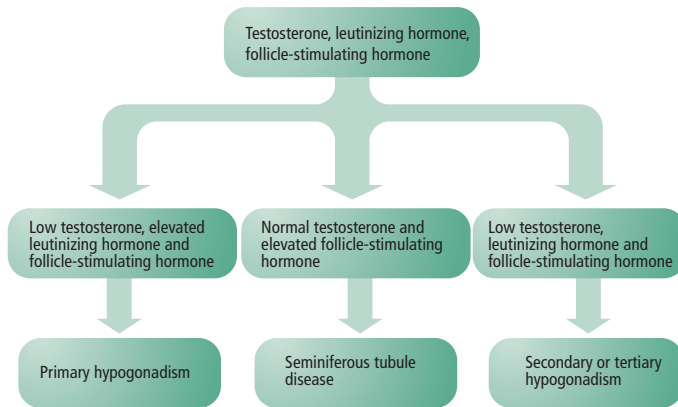 Testosterone, leutinizing hormone,
follicle-stimulating hormone
Low testosterone, elevated
leutinizing hormone and
follicle-stimulating hormone
Normal testosterone and
elevated follicle-stimulating
hormone
Low testosterone,
leutinizing hormone and
follicle-stimulating hormone
Primary hypogonadism
Seminiferous tubule
disease
Secondary or tertiary
hypogonadism